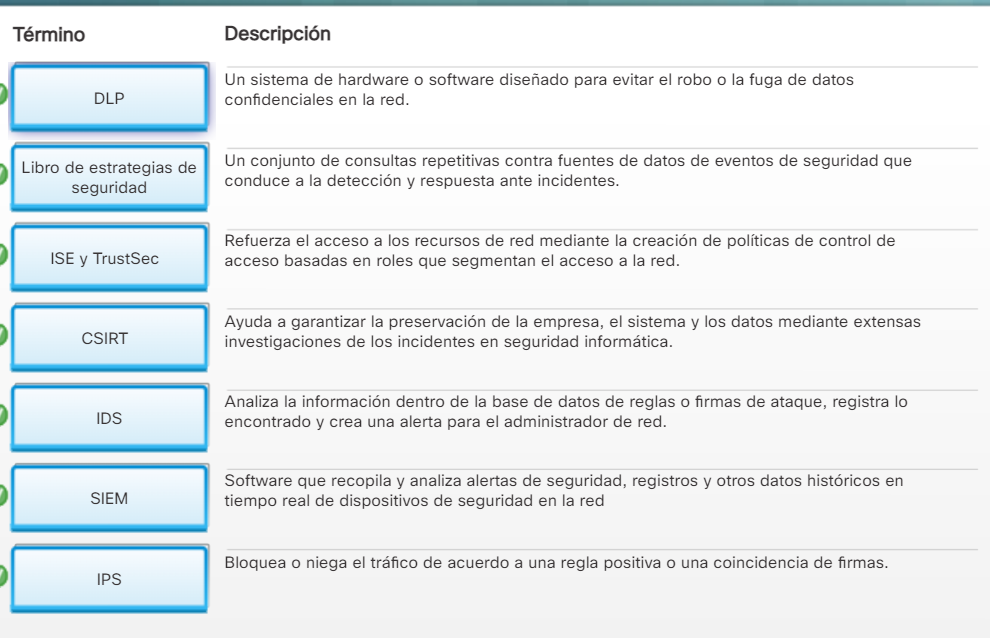 Término
Descripción
DLP
Un sistema de hardware o software diseñado para evitar el robo o la fuga de datos
confidenciales en la red.
Libro de estrategias de
seguridad
Un conjunto de consultas repetitivas contra fuentes de datos de eventos de seguridad que
conduce a la detección y respuesta ante incidentes.
ISE y TrustSec
Refuerza el acceso a los recursos de red mediante la creación de políticas de control de
acceso basadas en roles que segmentan el acceso a la red.
CSIRT
Ayuda a garantizar la preservación de la empresa, el sistema y los datos mediante extensas
investigaciones de los incidentes en seguridad informática.
IDS
Analiza la información dentro de la base de datos de reglas o firmas de ataque, registra lo
encontrado y crea una alerta para el administrador de red.
SIEM
Software que recopila y analiza alertas de seguridad, registros y otros datos históricos en
tiempo real de dispositivos de seguridad en la red
IPS
Bloquea o niega el tráfico de acuerdo a una regla positiva o una coincidencia de firmas.